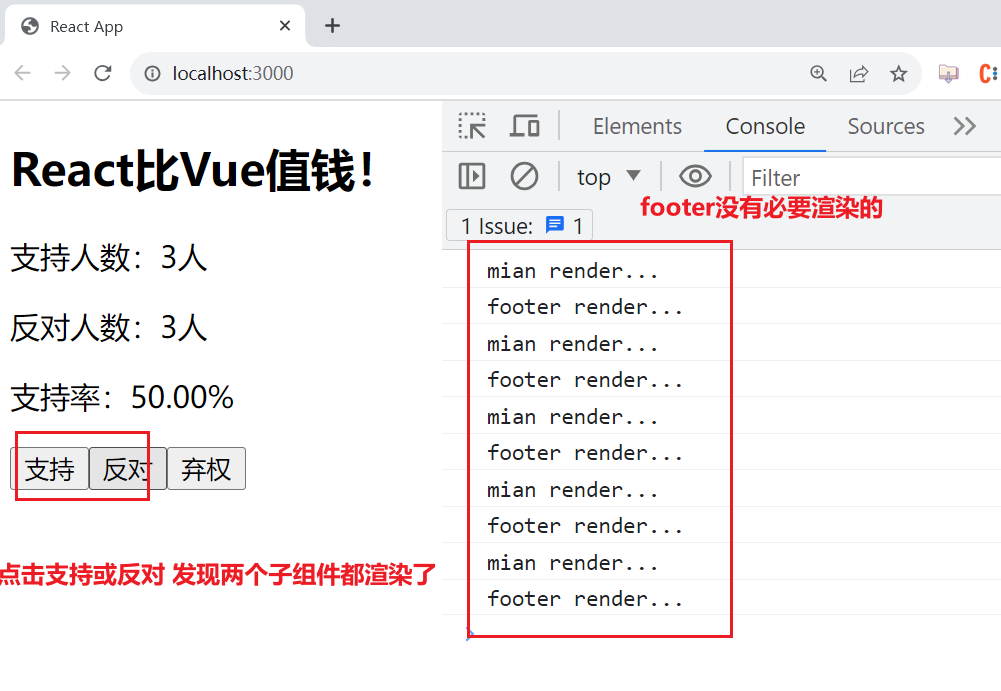 React App
localhost:3000
React比Vue值钱！
支持人数：3人
反对人数：3人
支持率：50.00%
支持 反对 弃权
点击支持或反对 发现两个子组件都渲染了
Elements Console Sources
top Filter
footer没有必要渲染的
1 Issue: 1
mian render...
footer render...
mian render...
footer render...
mian render...
footer render...
mian render...
footer render...
mian render...
footer render...